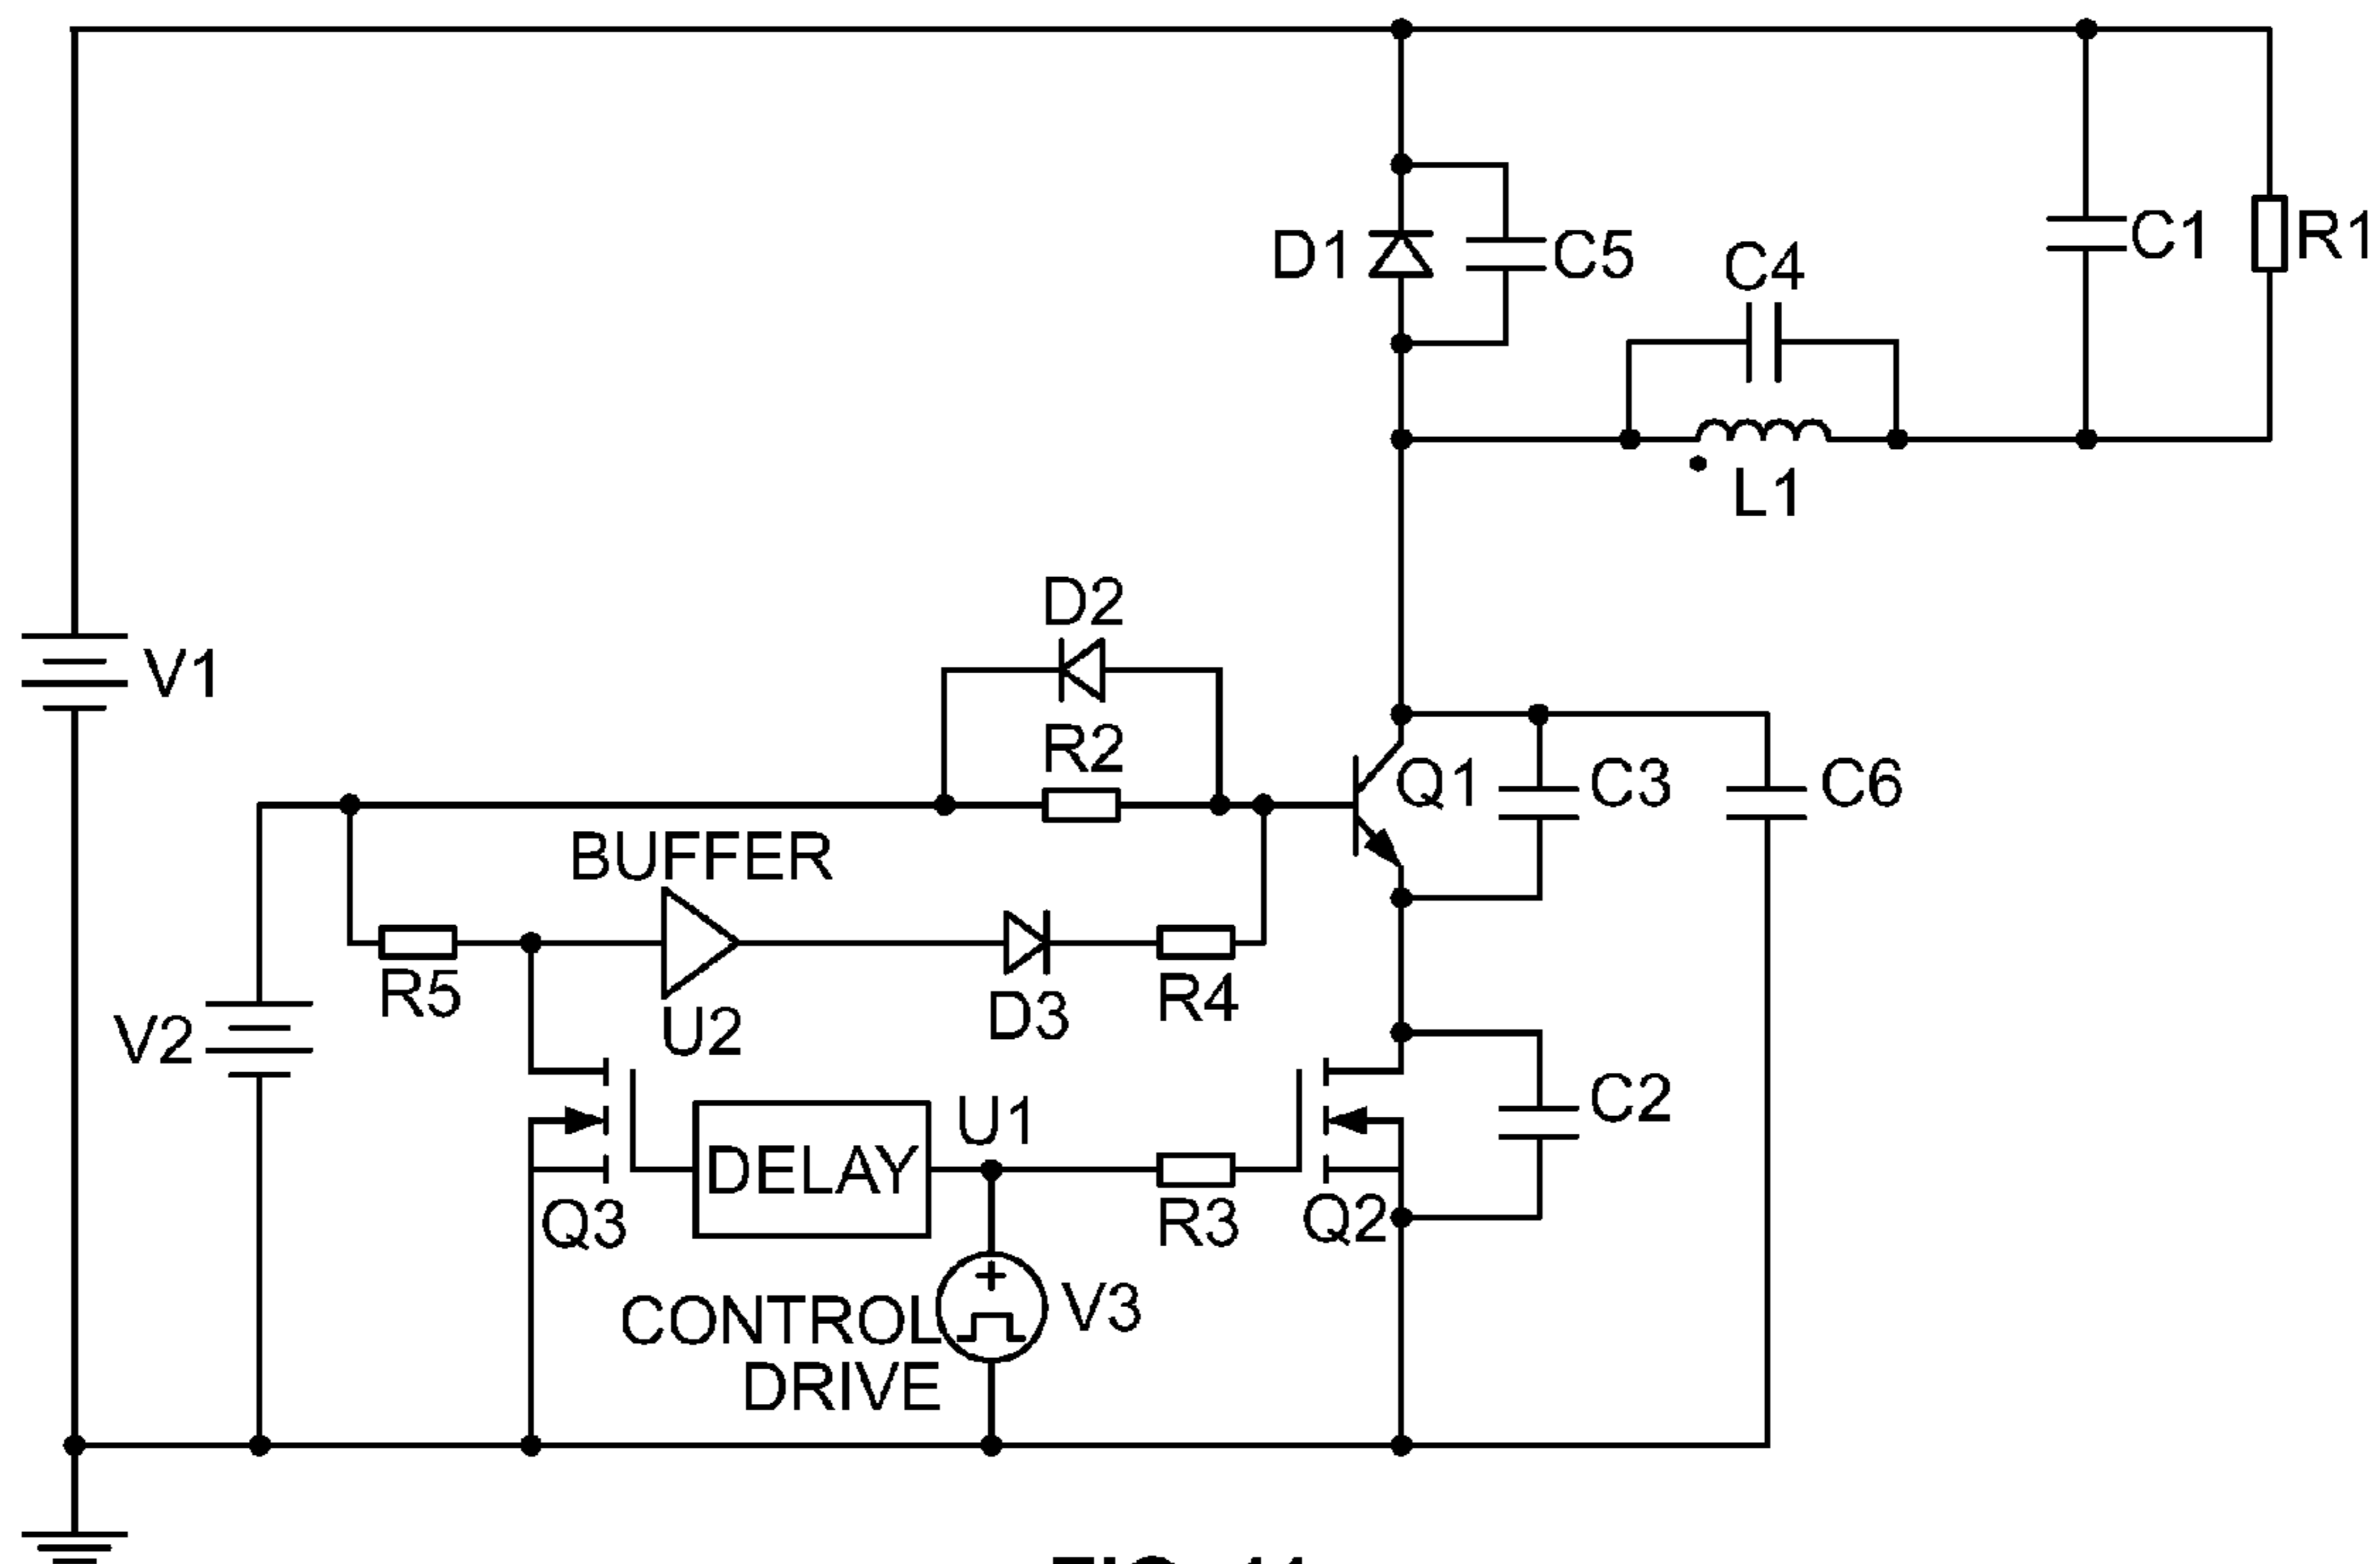 D1
C5
C4
C1
R1
L1
V1
D2
R2
Q1
C3
C6
BUFFER
R5
U2
D3
R4
V2
U1
C2
DELAY
Q3
R3
Q2
CONTROL
DRIVE
V3
+